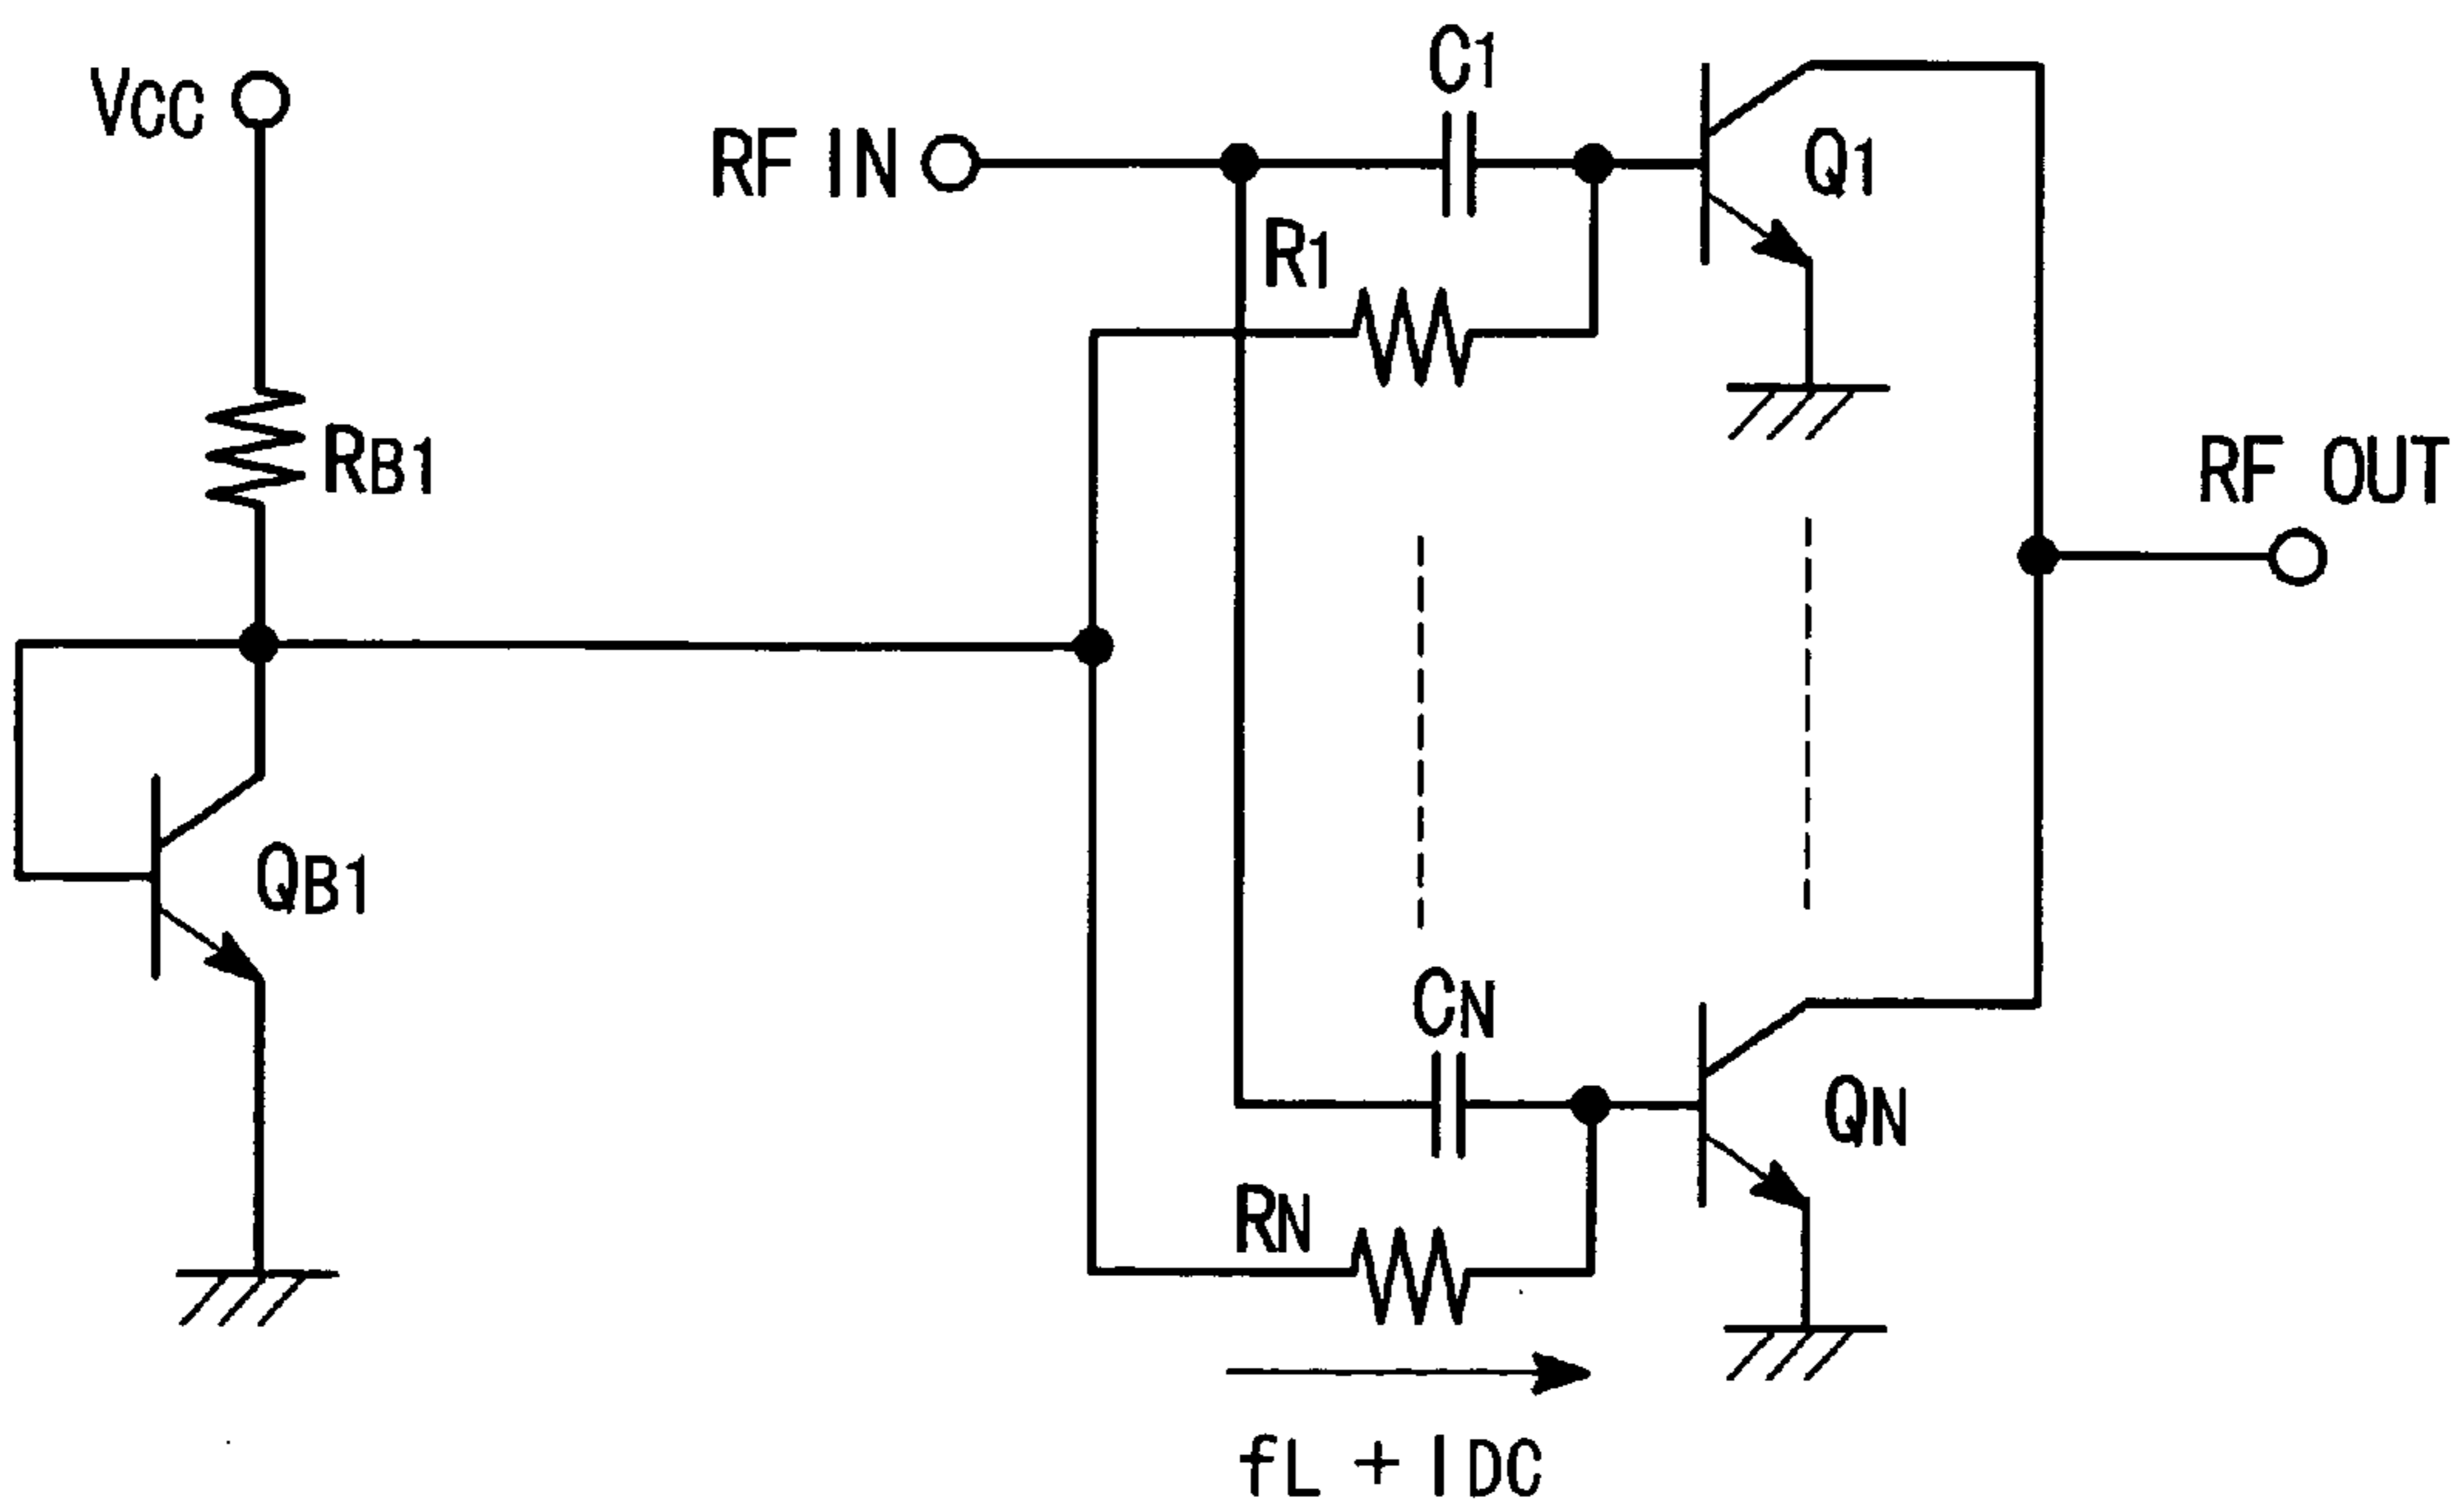 VCC
RF IN
C1
Q1
R1
RB1
RF OUT
QB1
CN
QN
RN
fL + IDC